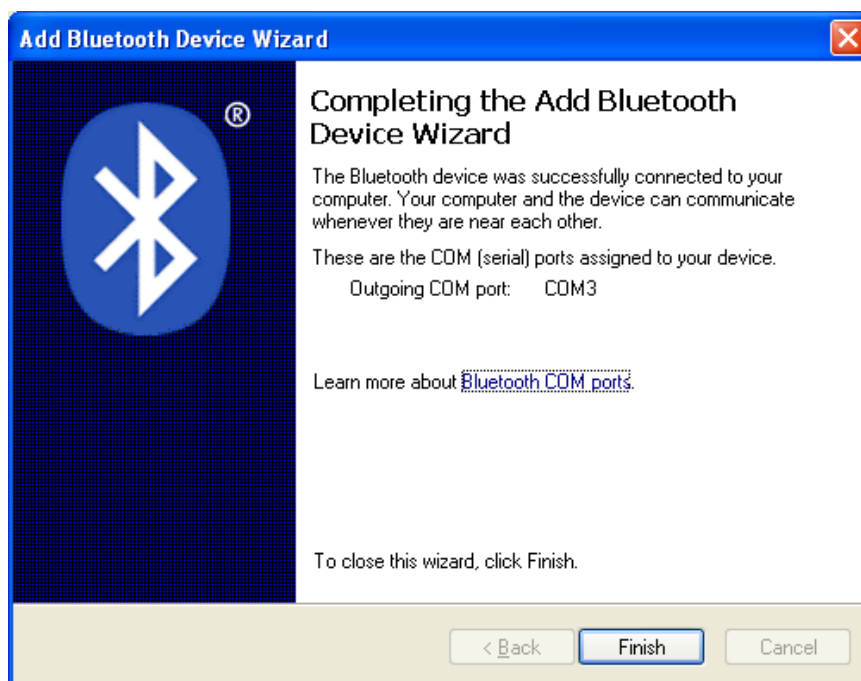 Add Bluetooth Device Wizard
®
Completing the Add Bluetooth
Device Wizard
The Bluetooth device was successfully connected to your
computer. Your computer and the device can communicate
whenever they are near each other.
These are the COM (serial) ports assigned to your device.
Outgoing COM port: COM3
Learn more about Bluetooth COM ports.
To close this wizard, click Finish.
< Back Finish Cancel